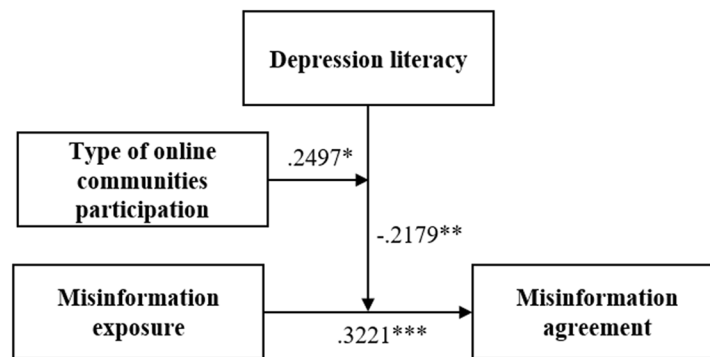 Depression literacy
Type of online
communities
participation
.2497*
-.2179**
Misinformation
exposure
.3221***
Misinformation
agreement